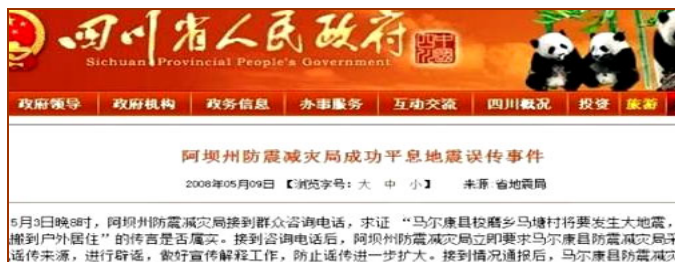 四川省人民政府
Sichuan Provincial People's Government
政府领导 政府机构 政务信息 办事服务 互动交流 四川概况 投资 旅游
阿坝州防震减灾局成功平息地震误传事件
2008年05月09日 【浏览字号：大 中 小】 来源：省地震局
5月3日晚8时，阿坝州防震减灾局接到群众咨询电话，求证 “马尔康县梭磨乡马塘村将要发生大地震，
搬到户外居住”的传言是否属实。接到咨询电话后，阿坝州防震减灾局立即要求马尔康县防震减灾局采
谣传来源，进行辟谣，做好宣传解释工作，防止谣传进一步扩大。接到情况通报后，马尔康县防震减灾